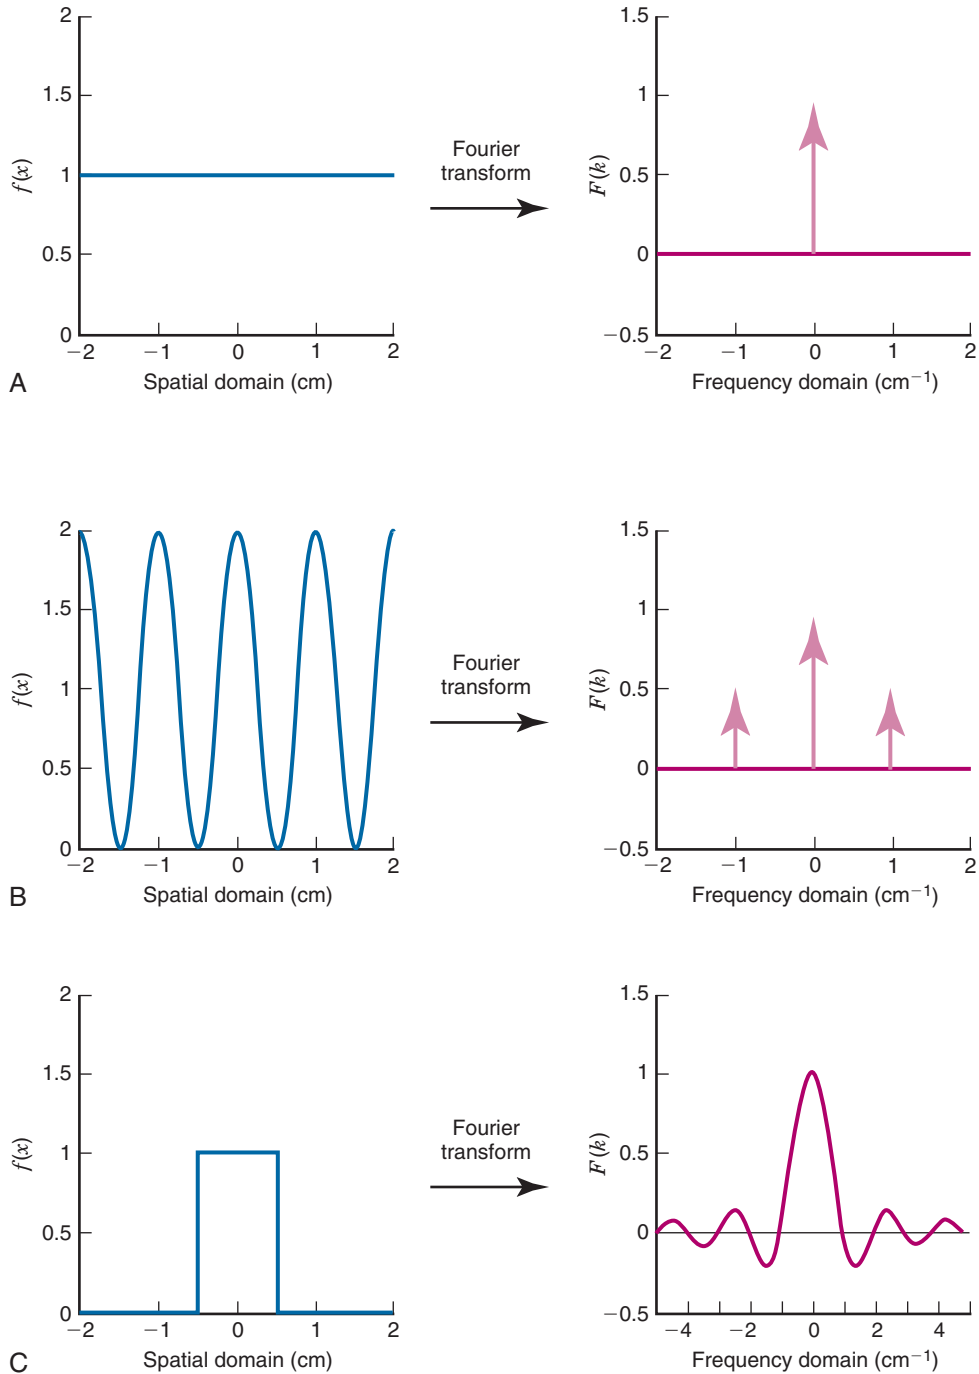 2
1.5
1
0.5
0
f(x)
−2 −1 0 1 2
Spatial domain (cm)
A
Fourier
transform
1.5
1
0.5
0
−0.5
F(k)
−2 −1 0 1 2
Frequency domain (cm−1)
2
1.5
1
0.5
0
f(x)
−2 −1 0 1 2
Spatial domain (cm)
B
Fourier
transform
1.5
1
0.5
0
−0.5
F(k)
−2 −1 0 1 2
Frequency domain (cm−1)
2
1.5
1
0.5
0
f(x)
−2 −1 0 1 2
Spatial domain (cm)
C
Fourier
transform
1.5
1
0.5
0
−0.5
F(k)
−4 −2 0 2 4
Frequency domain (cm−1)